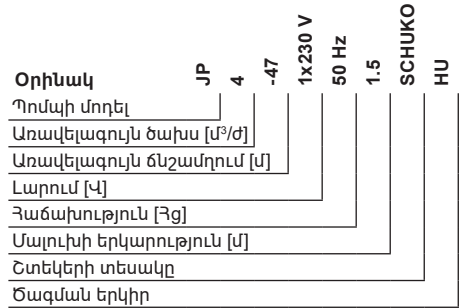 Օրինակ JP 4 -47 1x230 V 50 Hz 1.5 SCHUKO HU
Պոմպի մոդել
Առավելագույն ծախս [մ³/ժ]
Առավելագույն ճնշամղում [մ]
Լարում [Վ]
Հաճախություն [Հց]
Մալուխի երկարություն [մ]
Շտեկերի տեսակը
Ծագման երկիր